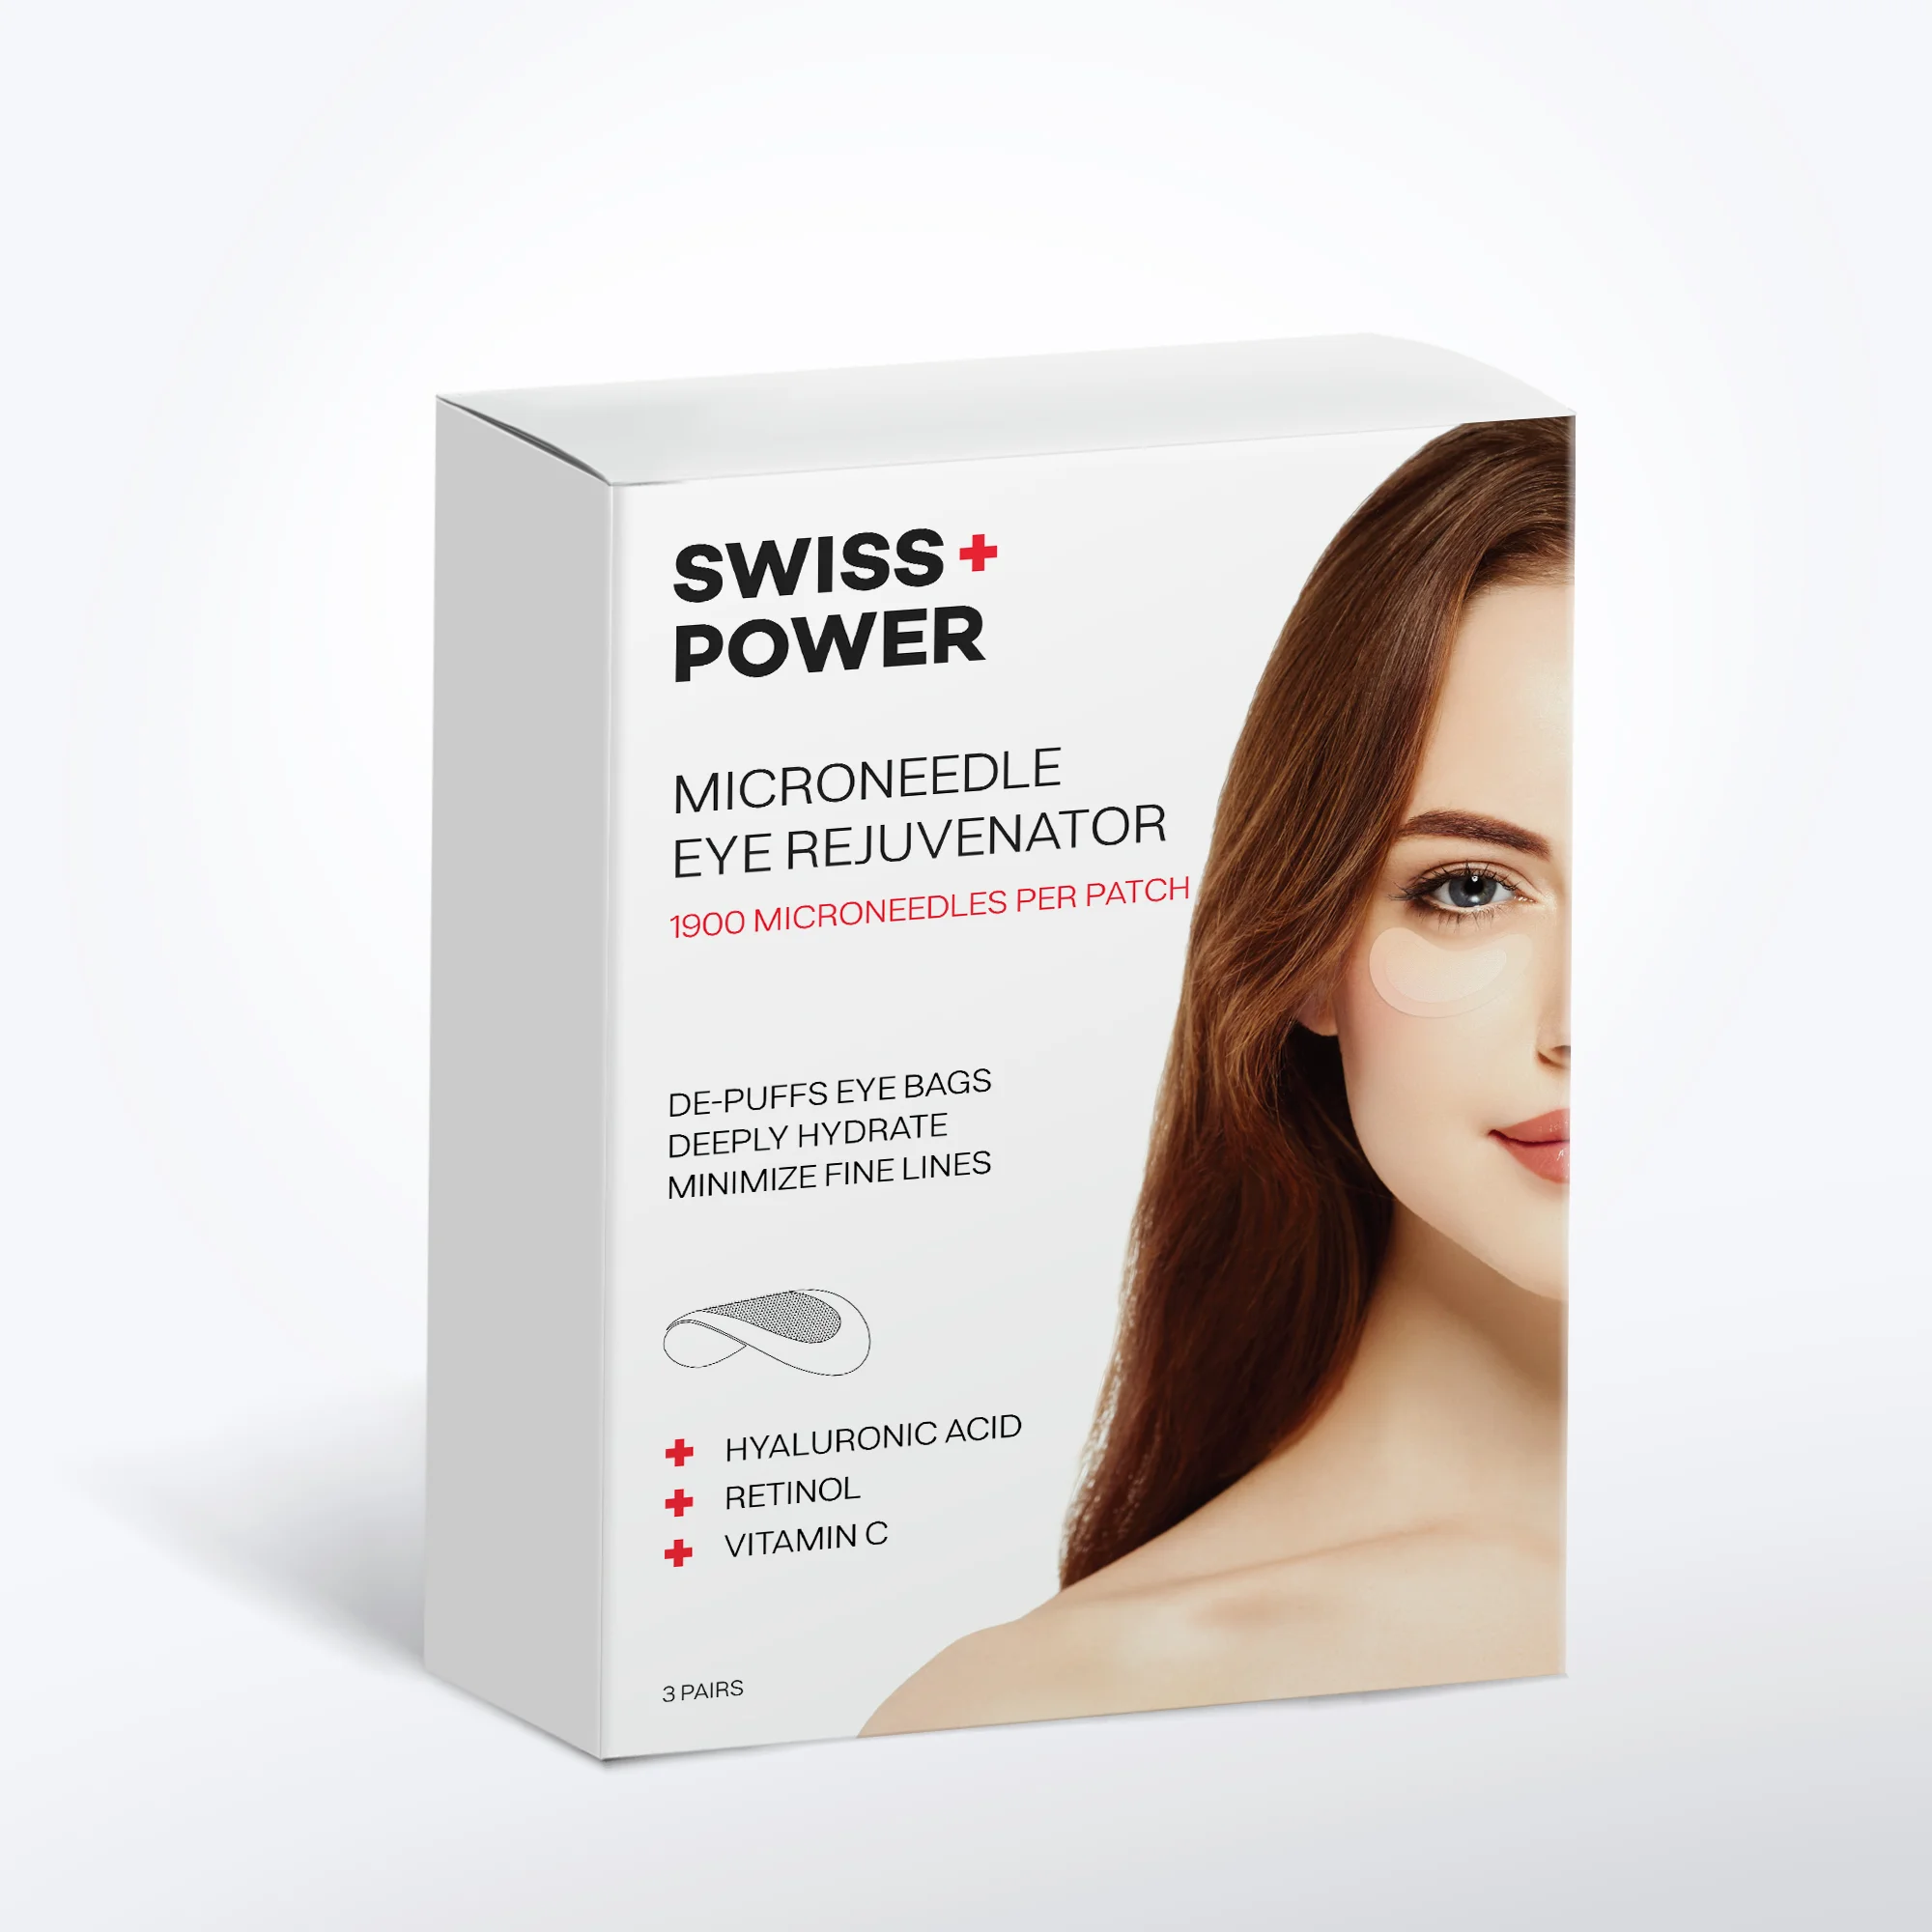 SWISS+
POWER
MICRONEEDLE
EYE REJUVENATOR
1900 MICRONEEDLES PER PATCH
DE-PUFFS EYE BAGS
DEEPLY HYDRATE
MINIMIZE FINE LINES
HYALURONIC ACID
RETINOL
VITAMIN C
3 PAIRS